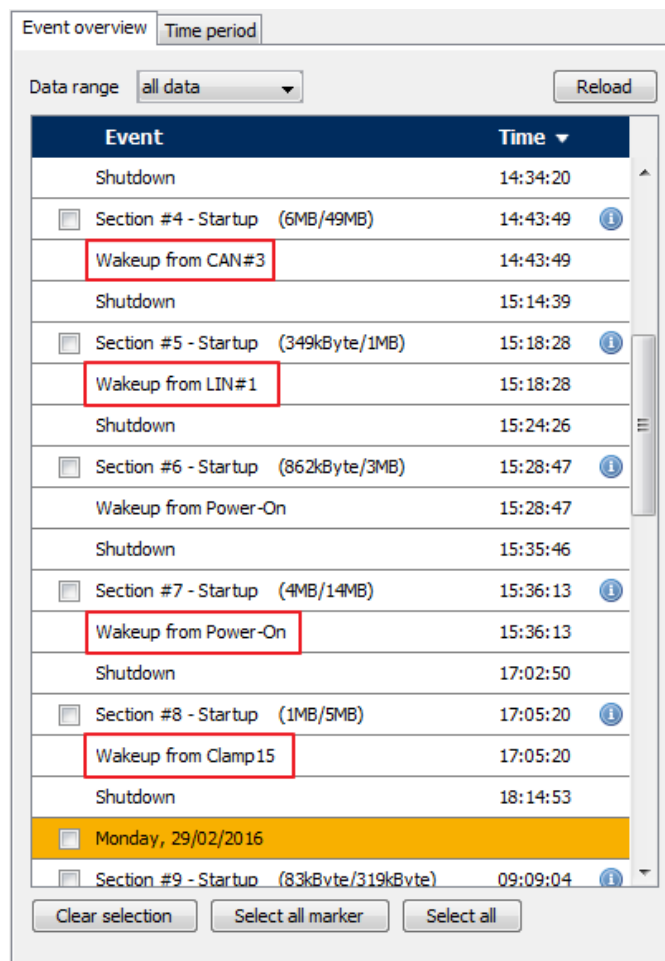 Event overview Time period
Data range all data Reload
Event Time
Shutdown 14:34:20
Section #4 - Startup (6MB/49MB) 14:43:49
Wakeup from CAN#3 14:43:49
Shutdown 15:14:39
Section #5 - Startup (349kByte/1MB) 15:18:28
Wakeup from LIN#1 15:18:28
Shutdown 15:24:26
Section #6 - Startup (862kByte/3MB) 15:28:47
Wakeup from Power-On 15:28:47
Shutdown 15:35:46
Section #7 - Startup (4MB/14MB) 15:36:13
Wakeup from Power-On 15:36:13
Shutdown 17:02:50
Section #8 - Startup (1MB/5MB) 17:05:20
Wakeup from Clamp15 17:05:20
Shutdown 18:14:53
Monday, 29/02/2016
Section #9 - Startup (83kByte/319kByte) 09:09:04
Clear selection Select all marker Select all